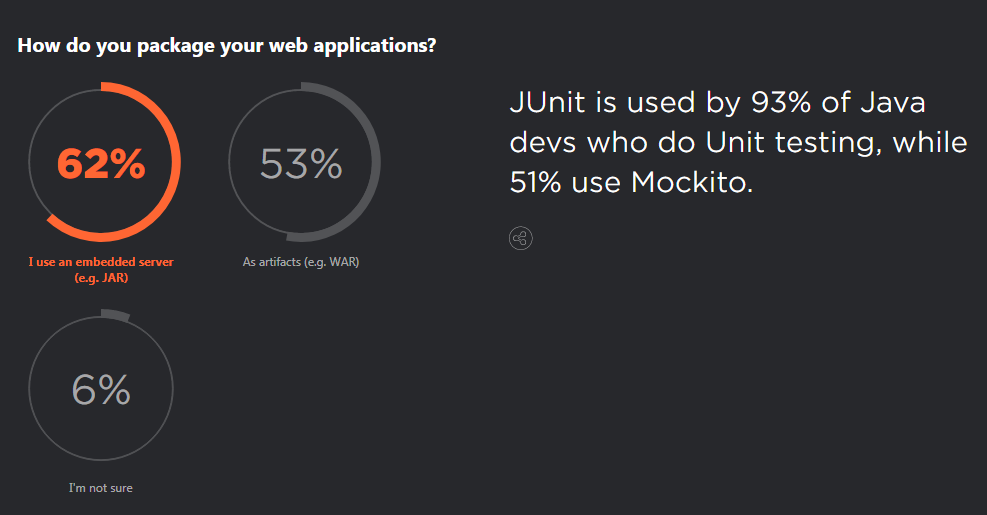 How do you package your web applications?
62%
I use an embedded server
(e.g. JAR)
53%
As artifacts (e.g. WAR)
6%
I'm not sure
JUnit is used by 93% of Java
devs who do Unit testing, while
51% use Mockito.